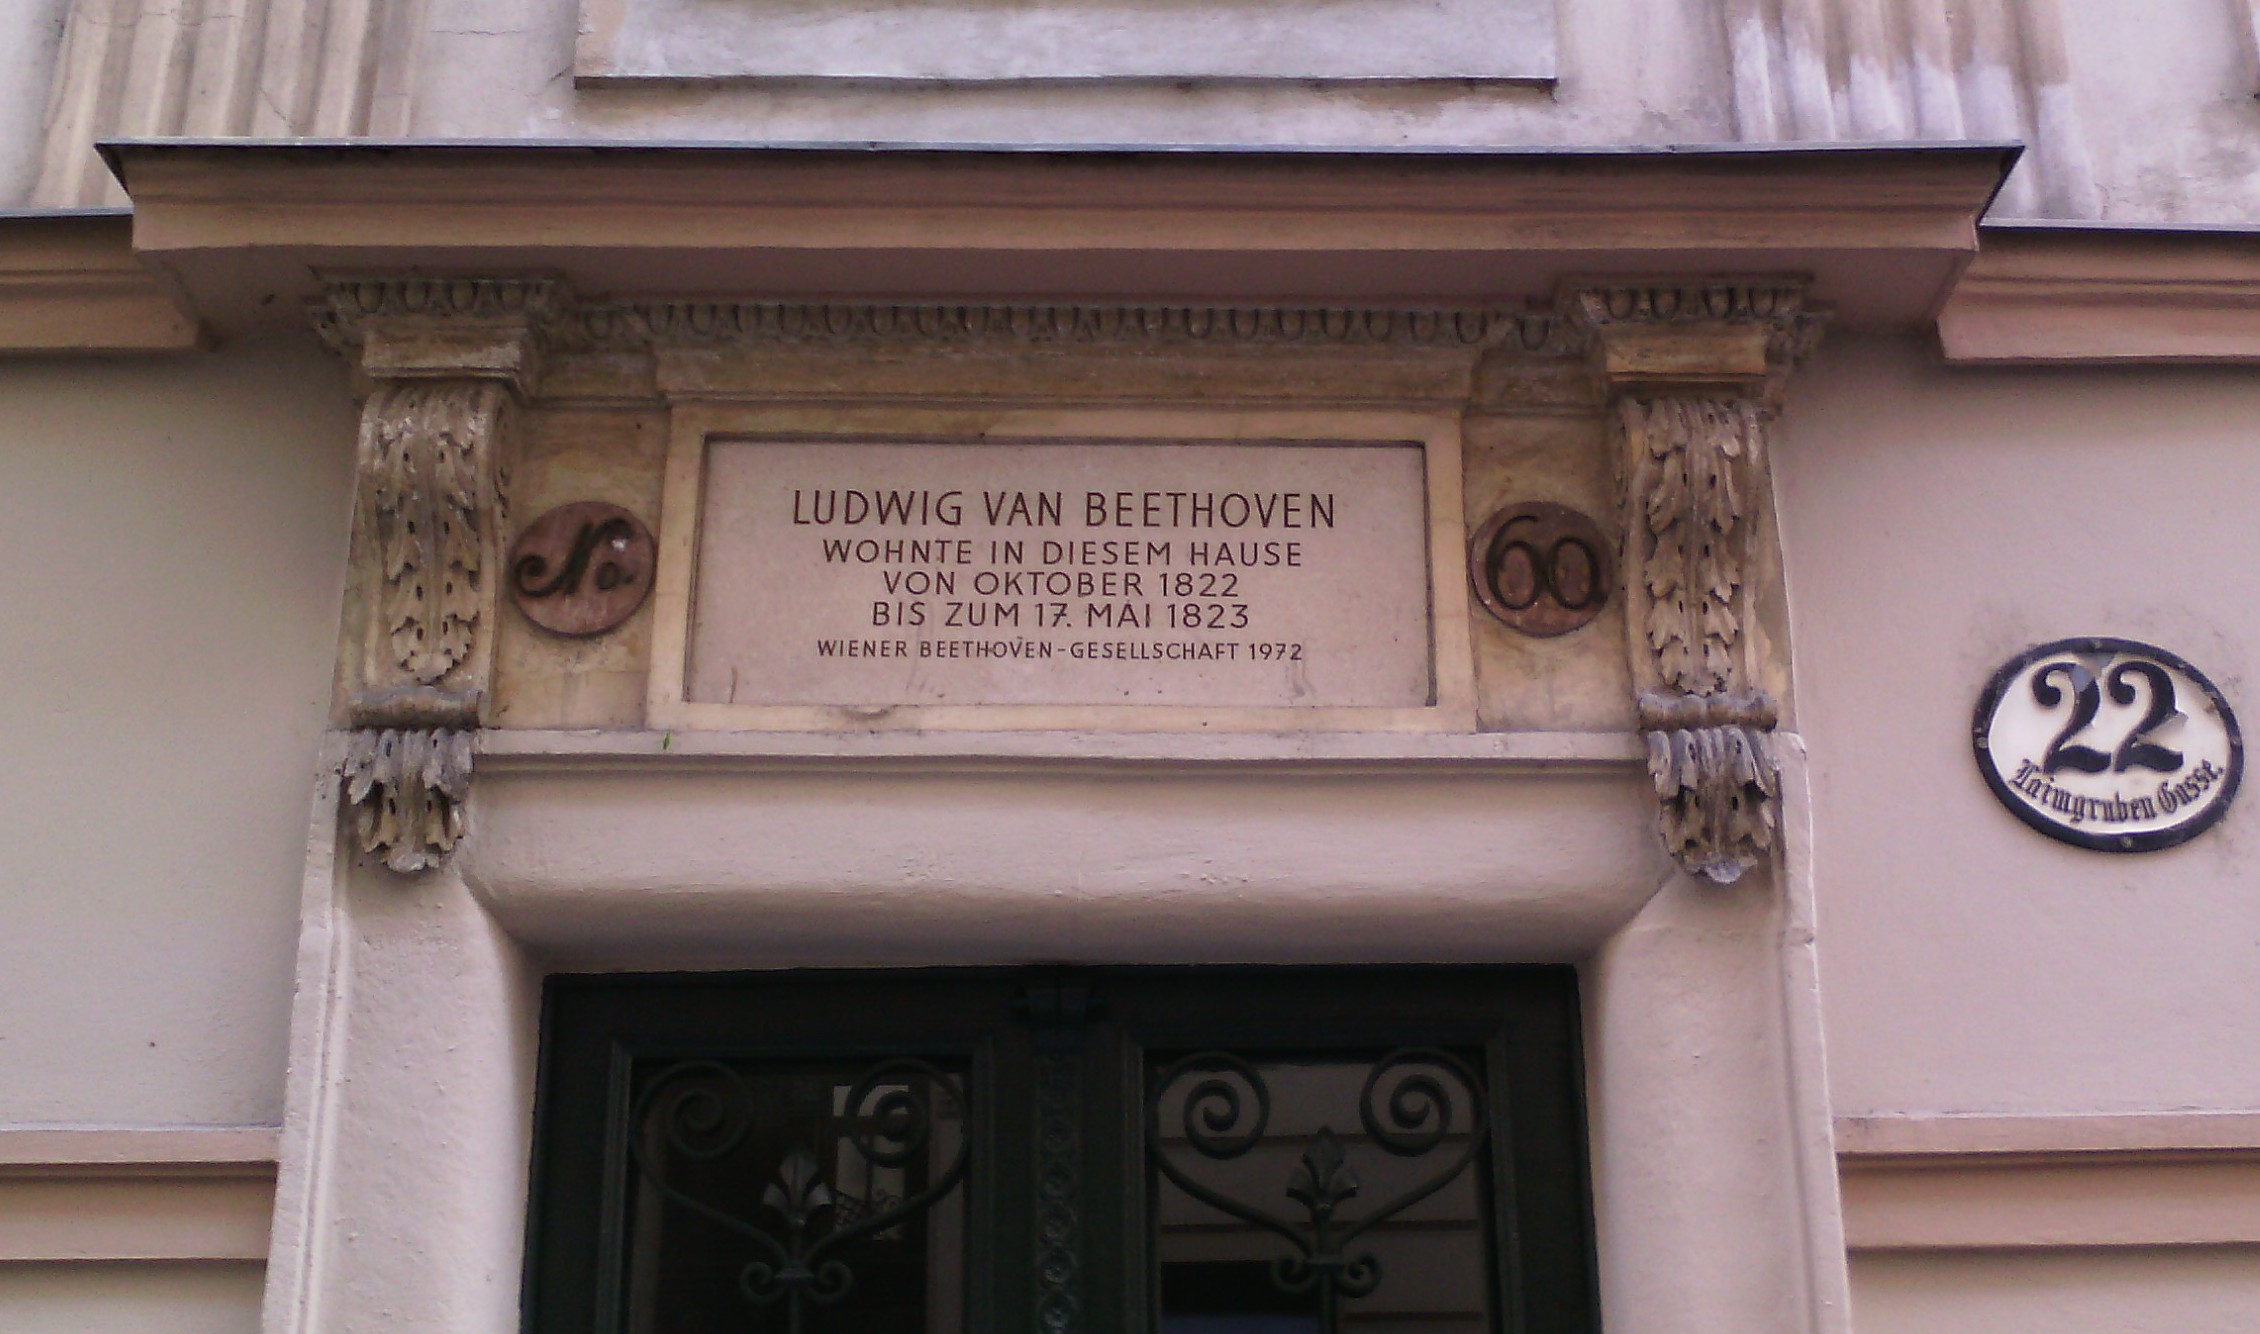 LUDWIG VAN BEETHOVEN
WOHNTE IN DIESEM HAUSE
VON OKTOBER 1822
BIS ZUM 17. MAI 1823
WIENER BEETHOVEN-GESELLSCHAFT 1972
No.
60
22
Laimgruben Gasse.